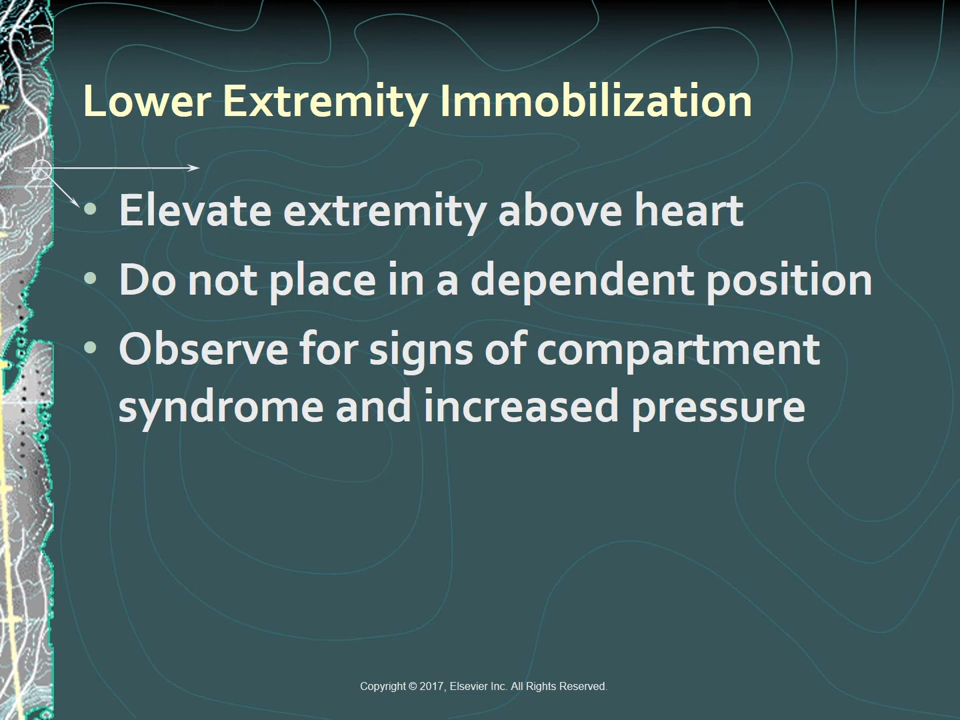 Lower Extremity Immobilization
• Elevate extremity above heart
• Do not place in a dependent position
• Observe for signs of compartment
syndrome and increased pressure
Copyright © 2017, Elsevier Inc. All Rights Reserved.